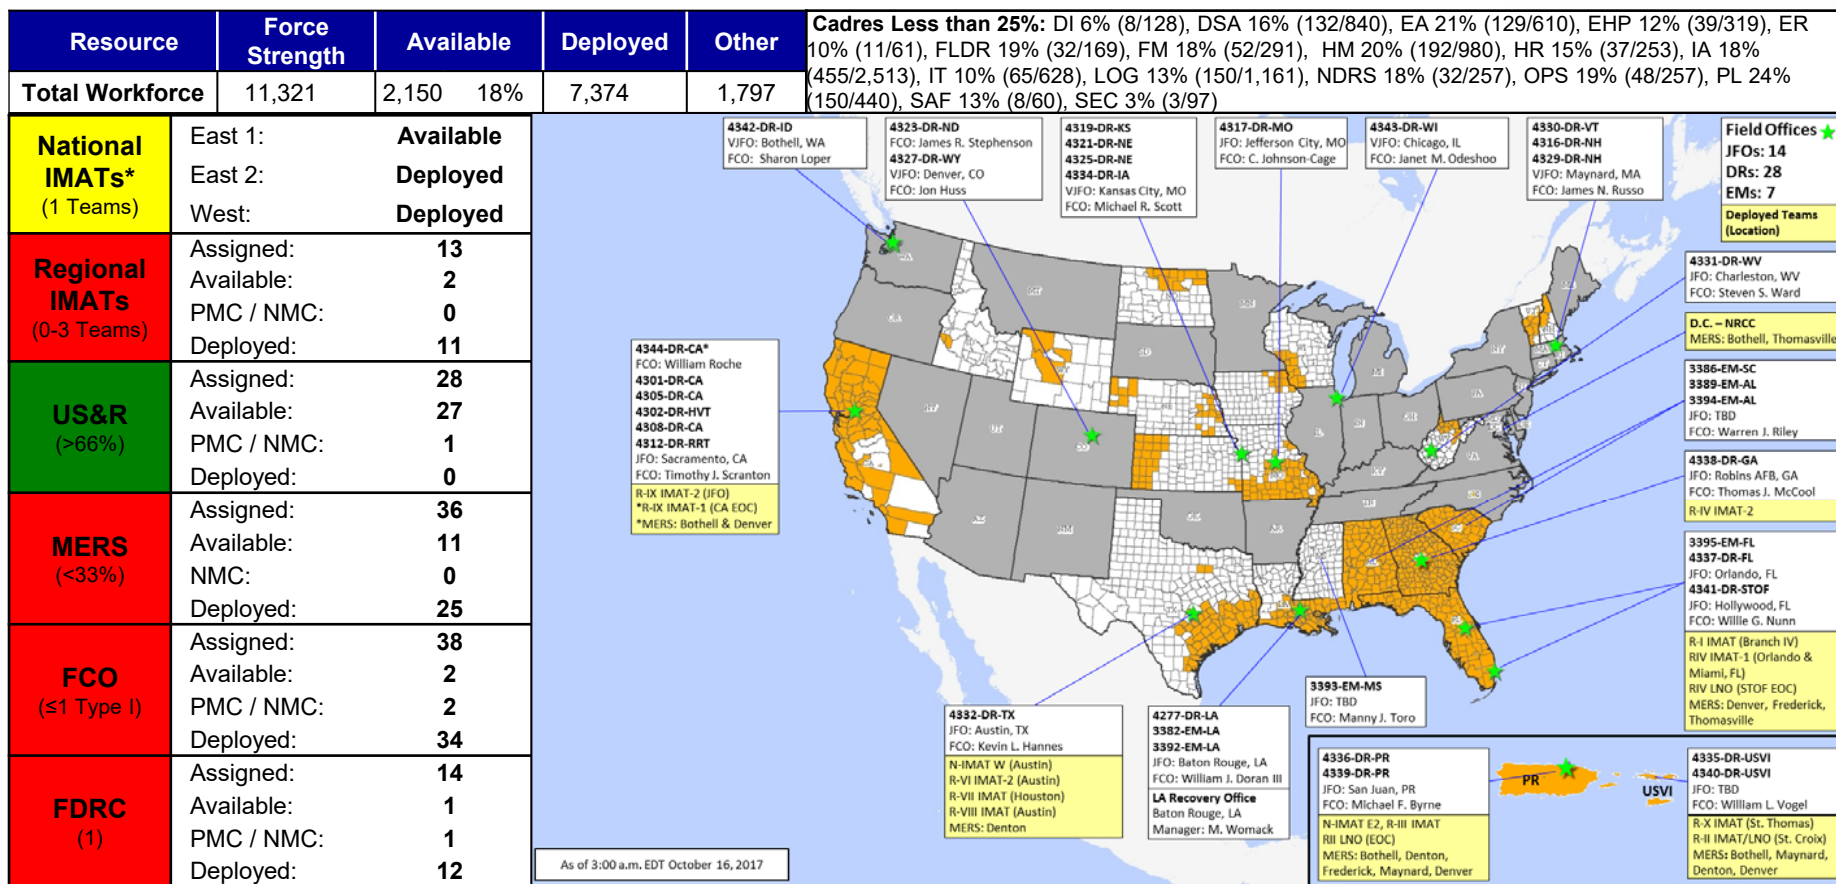 Resource Force Strength Available Deployed Other
Total Workforce 11,321 2,150 18% 7,374 1,797
Cadres Less than 25%: DI 6% (8/128), DSA 16% (132/840), EA 21% (129/610), EHP 12% (39/319), ER
10% (11/61), FLDR 19% (32/169), FM 18% (52/291), HM 20% (192/980), HR 15% (37/253), IA 18%
(455/2,513), IT 10% (65/628), LOG 13% (150/1,161), NDRS 18% (32/257), OPS 19% (48/257), PL 24%
(150/440), SAF 13% (8/60), SEC 3% (3/97)
National
IMATs*
(1 Teams)
East 1: Available
East 2: Deployed
West: Deployed
Regional
IMATs
(0-3 Teams)
Assigned: 13
Available: 2
PMC / NMC: 0
Deployed: 11
US&R
(>66%)
Assigned: 28
Available: 27
PMC / NMC: 1
Deployed: 0
MERS
(<33%)
Assigned: 36
Available: 11
NMC: 0
Deployed: 25
FCO
(≤1 Type I)
Assigned: 38
Available: 2
PMC / NMC: 2
Deployed: 34
FDRC
(1)
Assigned: 14
Available: 1
PMC / NMC: 1
Deployed: 12
4342-DR-ID
VJFO: Bothell, WA
FCO: Sharon Loper
4323-DR-ND
FCO: James R. Stephenson
4327-DR-WY
VJFO: Denver, CO
FCO: Jon Huss
4319-DR-KS
4321-DR-NE
4325-DR-NE
4334-DR-IA
VJFO: Kansas City, MO
FCO: Michael R. Scott
4317-DR-MO
JFO: Jefferson City, MO
FCO: C. Johnson-Cage
4343-DR-WI
VJFO: Chicago, IL
FCO: Janet M. Odeshoo
4330-DR-VT
4316-DR-NH
4329-DR-NH
VJFO: Maynard, MA
FCO: James N. Russo
Field Offices
JFOs: 14
DRs: 28
EMs: 7
Deployed Teams
(Location)
4331-DR-WV
JFO: Charleston, WV
FCO: Steven S. Ward
D.C. – NRCC
MERS: Bothell, Thomasville
3386-EM-SC
3389-EM-AL
3394-EM-AL
JFO: TBD
FCO: Warren J. Riley
4338-DR-GA
JFO: Robins AFB, GA
FCO: Thomas J. McCool
R-IV IMAT-2
3395-EM-FL
4337-DR-FL
JFO: Orlando, FL
4341-DR-STOF
JFO: Hollywood, FL
FCO: Willie G. Nunn
R-I IMAT (Branch IV)
RIV IMAT-1 (Orlando &
Miami, FL)
RIV LNO (STOF EOC)
MERS: Denver, Frederick,
Thomasville
4344-DR-CA*
FCO: William Roche
4301-DR-CA
4305-DR-CA
4302-DR-HVT
4308-DR-CA
4312-DR-RRT
JFO: Sacramento, CA
FCO: Timothy J. Scranton
R-IX IMAT-2 (JFO)
*R-IX IMAT-1 (CA EOC)
*MERS: Bothell & Denver
4332-DR-TX
JFO: Austin, TX
FCO: Kevin L. Hannes
N-IMAT W (Austin)
R-VI IMAT-2 (Austin)
R-VII IMAT (Houston)
R-VIII IMAT (Austin)
MERS: Denton
4277-DR-LA
3382-EM-LA
3392-EM-LA
JFO: Baton Rouge, LA
FCO: William J. Doran III
LA Recovery Office
Baton Rouge, LA
Manager: M. Womack
3393-EM-MS
JFO: TBD
FCO: Manny J. Toro
4336-DR-PR
4339-DR-PR
JFO: San Juan, PR
FCO: Michael F. Byrne
N-IMAT E2, R-III IMAT
RII LNO (EOC)
MERS: Bothell, Denton,
Frederick, Maynard, Denver
PR
USVI
4335-DR-USVI
4340-DR-USVI
JFO: TBD
FCO: William L. Vogel
R-X IMAT (St. Thomas)
R-II IMAT/LNO (St. Croix)
MERS: Bothell, Maynard,
Denton, Denver
As of 3:00 a.m. EDT October 16, 2017